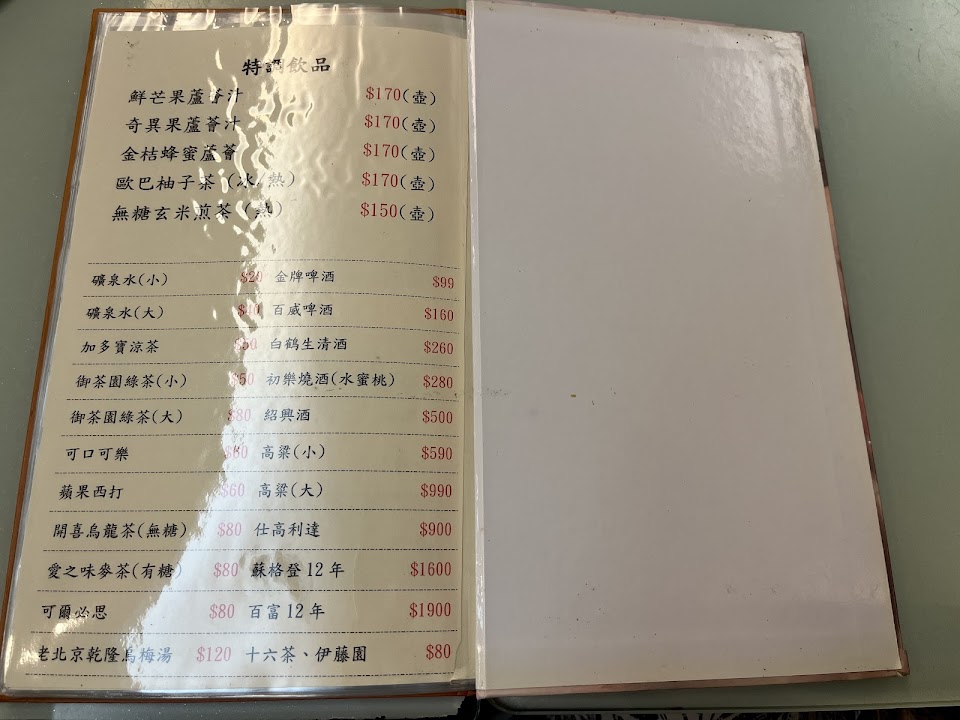 特調飲品
鮮芒果蘆薈汁 $170(壺)
奇異果蘆薈汁 $170(壺)
金桔蜂蜜蘆薈 $170(壺)
歐巴柚子茶(冰/熱) $170(壺)
無糖玄米煎茶(熱) $150(壺)
礦泉水(小) $20 金牌啤酒 $99
礦泉水(大) 百威啤酒 $160
加多寶涼茶 白鶴生清酒 $260
御茶園綠茶(小) $50 初樂燒酒(水蜜桃) $280
御茶園綠茶(大) $80 紹興酒 $500
可口可樂 高粱(小) $590
蘋果西打 $60 高粱(大) $990
開喜烏龍茶(無糖) $80 仕高利達 $900
愛之味麥茶(有糖) $80 蘇格登12年 $1600
可爾必思 $80 百富12年 $1900
老北京乾隆烏梅湯 $120 十六茶、伊藤園 $80